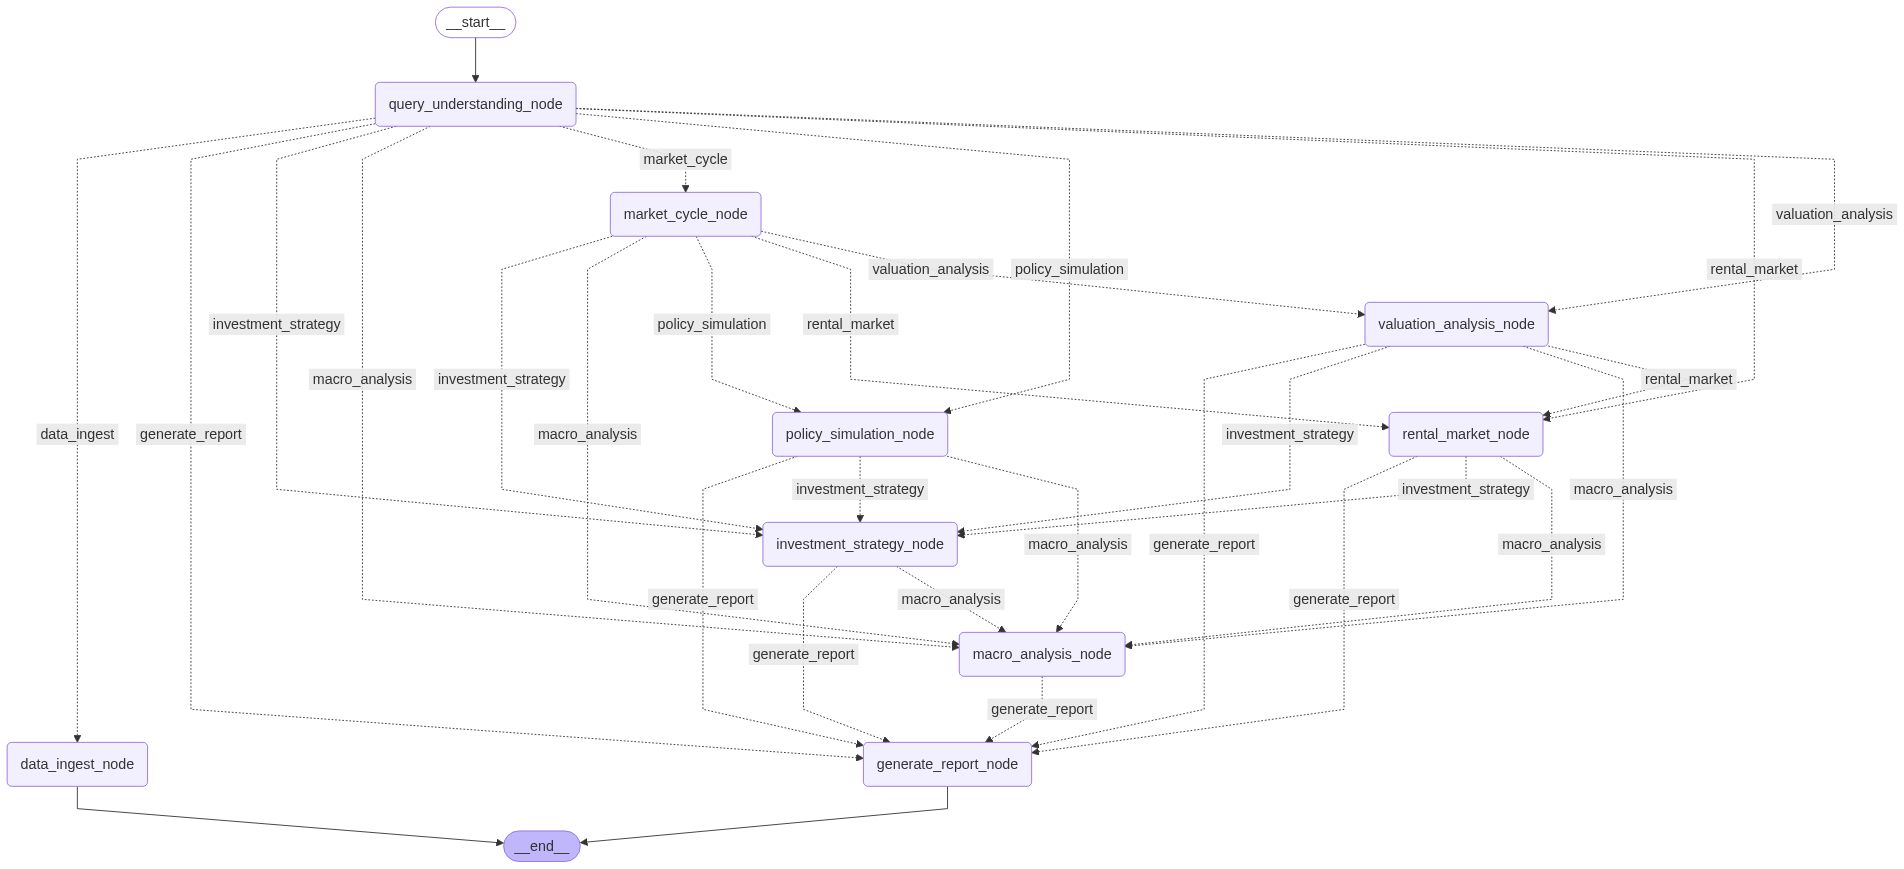 __start__
query_understanding_node
market_cycle
market_cycle_node
valuation_analysis
valuation_analysis
policy_simulation
rental_market
investment_strategy
policy_simulation
rental_market
valuation_analysis_node
macro_analysis
investment_strategy
rental_market
data_ingest
generate_report
macro_analysis
policy_simulation_node
investment_strategy
rental_market_node
investment_strategy
investment_strategy
macro_analysis
investment_strategy_node
macro_analysis
generate_report
macro_analysis
generate_report
macro_analysis
generate_report
generate_report
macro_analysis_node
generate_report
data_ingest_node
generate_report_node
__end__